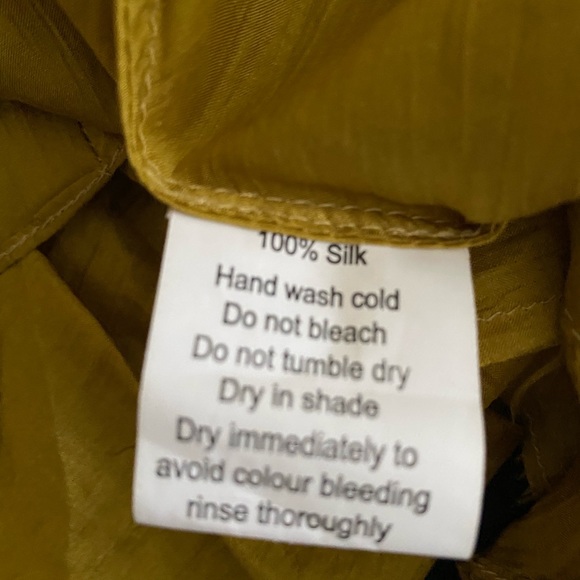 100% Silk
Hand wash cold
Do not bleach
Do not tumble dry
Dry in shade
Dry immediately to
avoid colour bleeding
rinse thoroughly